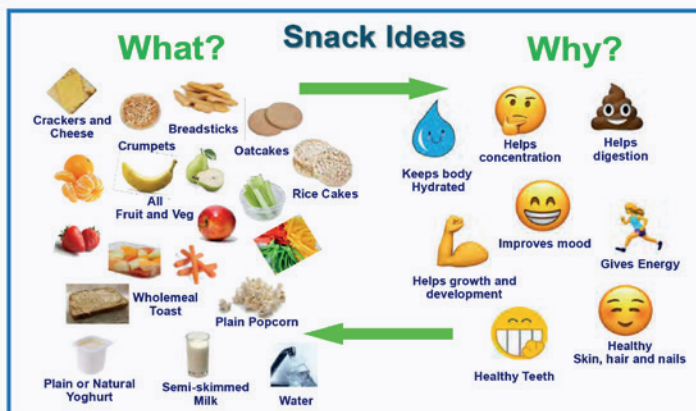 Snack Ideas
What?
Why?
Crackers and
Cheese
Crumpets
Breadsticks
Oatcakes
Rice Cakes
All
Fruit and Veg
Wholemeal
Toast
Plain Popcorn
Plain or Natural
Yoghurt
Semi-skimmed
Milk
Water
Keeps body
Hydrated
Helps
concentration
Helps
digestion
Improves mood
Helps growth and
development
Gives Energy
Healthy Teeth
Healthy
Skin, hair and nails